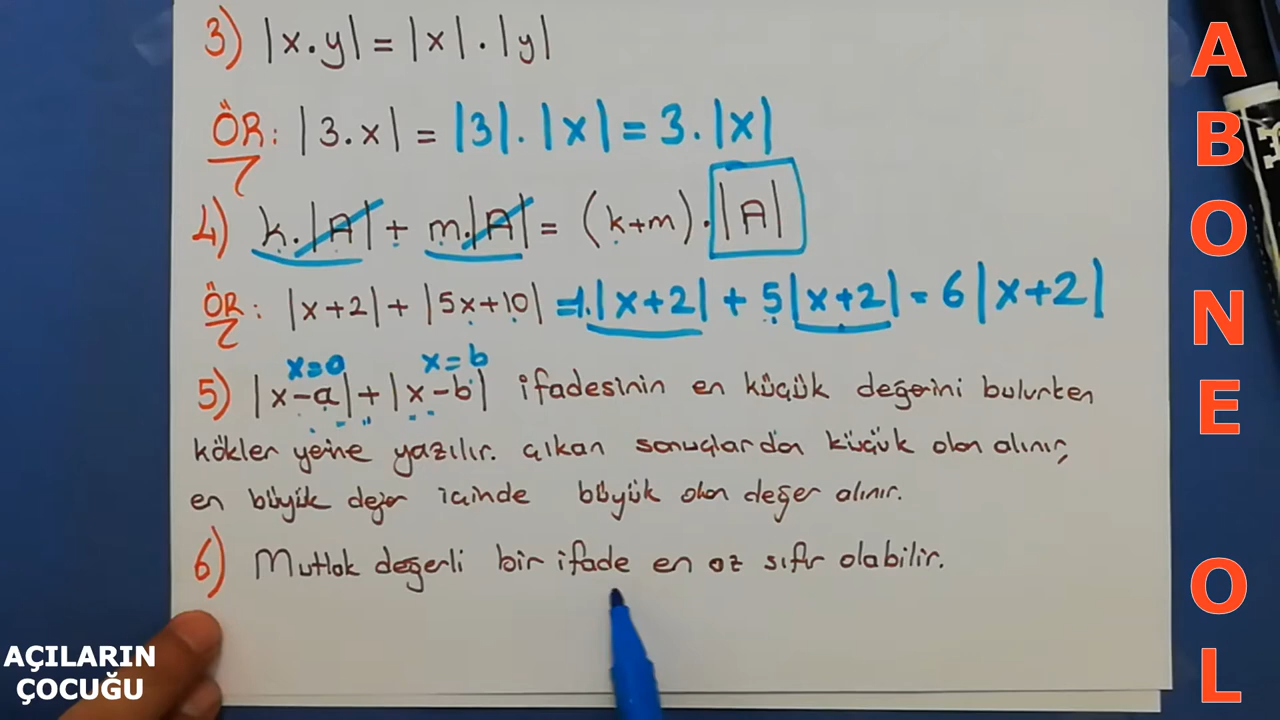 3) |x.y| = |x|.|y|
ÖR: |3.x| = |3|.|x| = 3.|x|
4) k.|A| + m.|A| = (k+m).|A|
ÖR: |x+2| + |5x+10| = 1.|x+2| + 5|x+2| = 6|x+2|
x=a x=b
5) |x-a| + |x-b| ifadesinin en küçük değerini bulurken
kökler yerine yazılır. çıkan sonuçlardan küçük olan alınır,
en büyük değer içinde büyük olan değer alınır.
6) Mutlak değerli bir ifade en az sıfır olabilir.
AÇILARIN
ÇOCUĞU
A
B
O
N
E
O
L